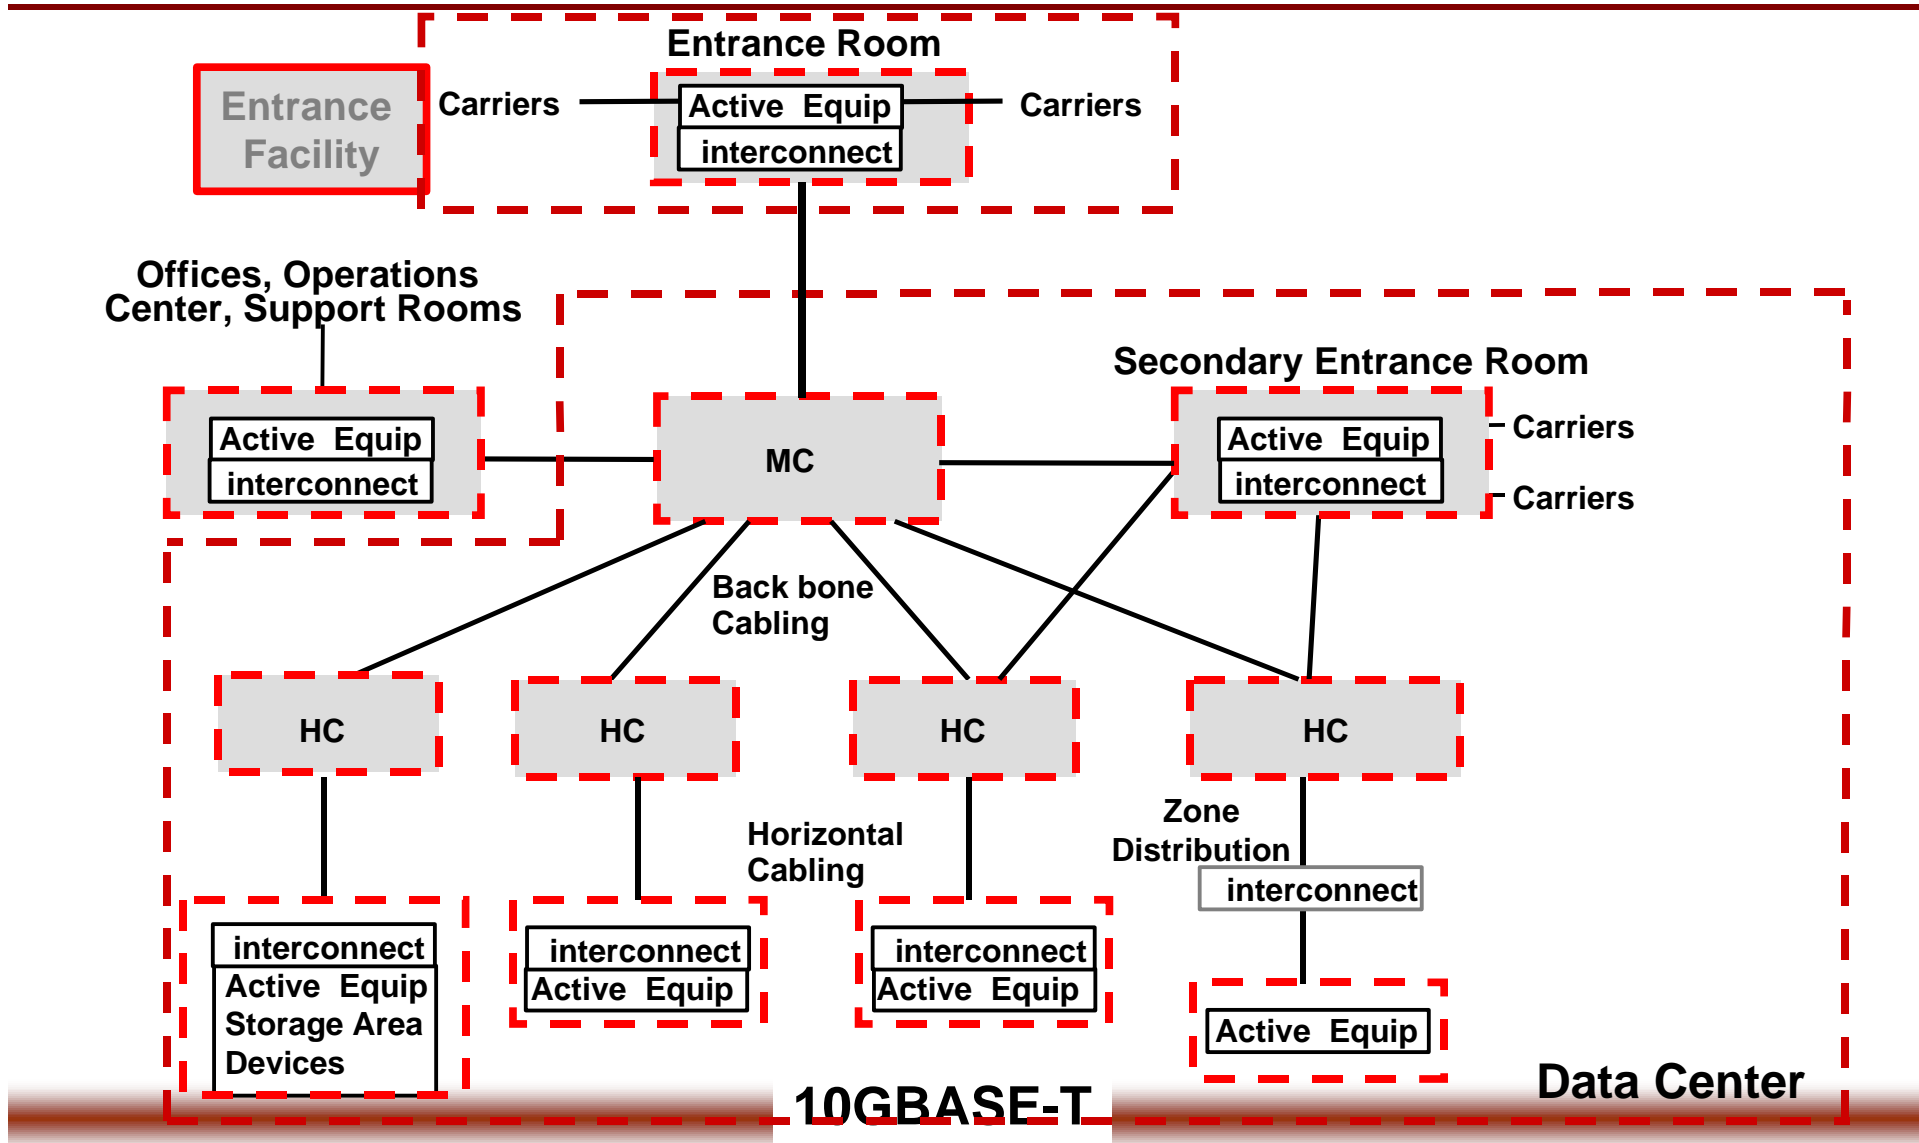 Entrance Room
Entrance
Facility
Carriers
Active Equip
interconnect
Carriers
Offices, Operations
Center, Support Rooms
Active Equip
interconnect
MC
Secondary Entrance Room
Active Equip
interconnect
Carriers
Carriers
Back bone
Cabling
HC
HC
HC
HC
Horizontal
Cabling
Zone
Distribution
interconnect
interconnect
Active Equip
Storage Area
Devices
interconnect
Active Equip
interconnect
Active Equip
Active Equip
Data Center
10GBASE-T